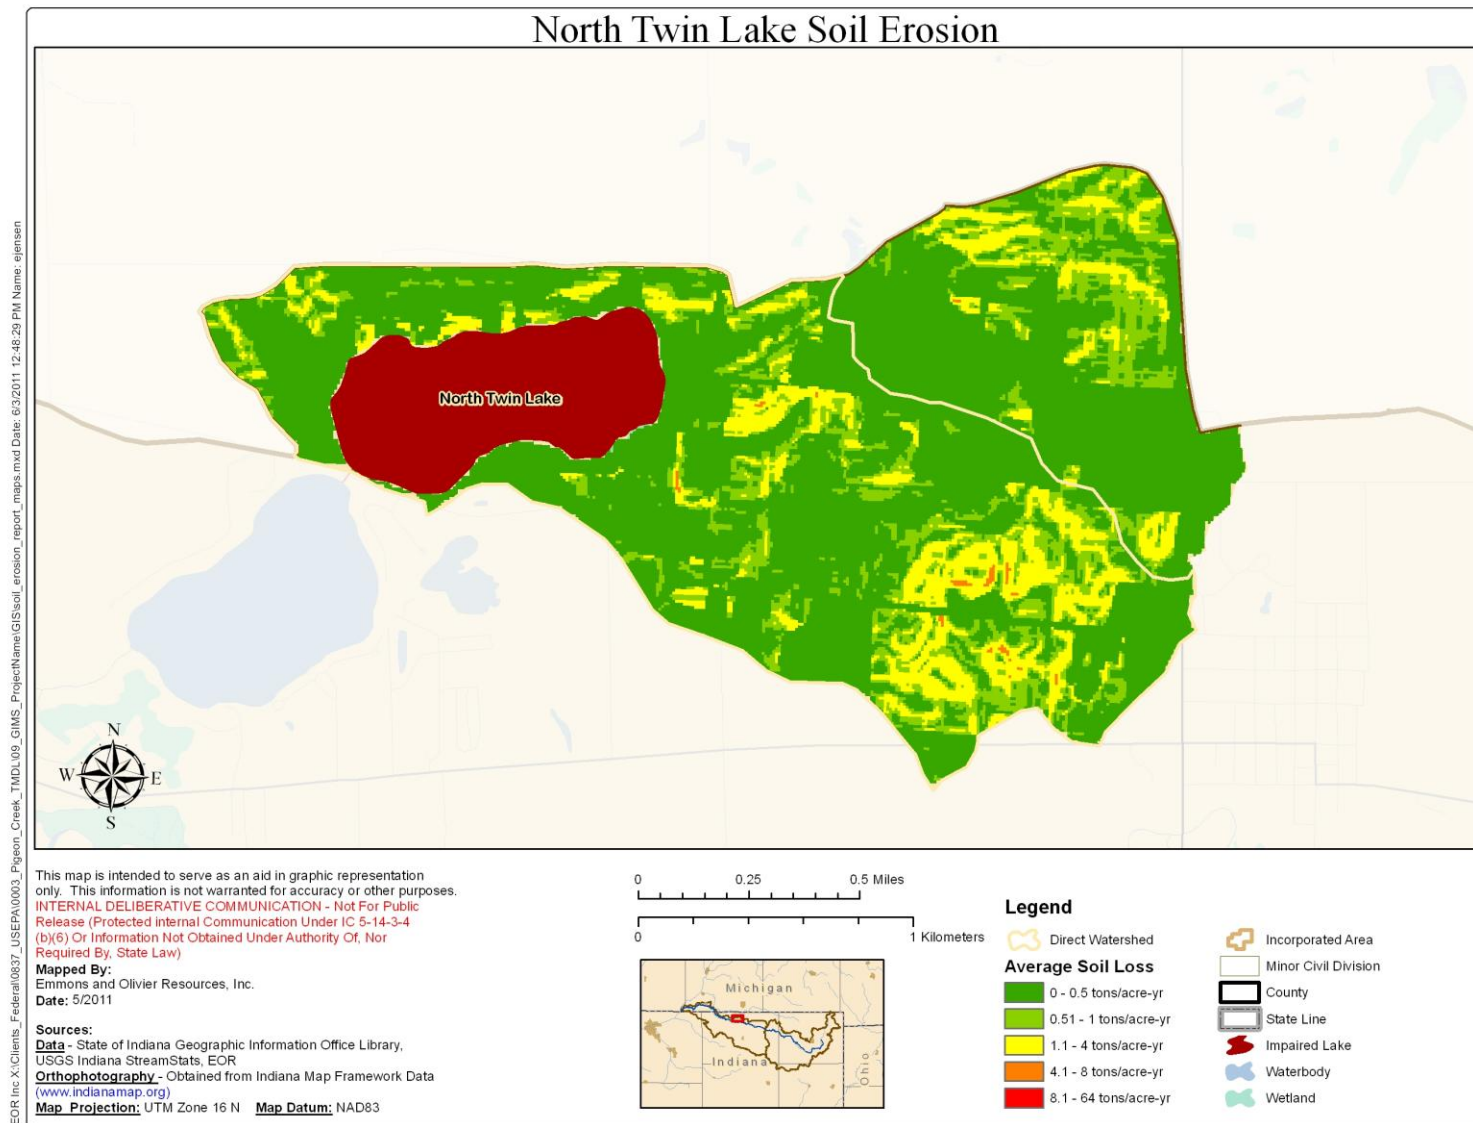 North Twin Lake Soil Erosion
EOR Inc X:\Clients_Federal\0837_USEPA\0003_Pigeon_Creek_TMDL\09_GIMS_ProjectName\GIS\soil_erosion_report_maps.mxd Date: 6/3/2011 12:48:29 PM Name: ejensen
North Twin Lake
N
W E
S
This map is intended to serve as an aid in graphic representation
only. This information is not warranted for accuracy or other purposes.
INTERNAL DELIBERATIVE COMMUNICATION - Not For Public
Release (Protected internal Communication Under IC 5-14-3-4
(b)(6) Or Information Not Obtained Under Authority Of, Nor
Required By, State Law)
Mapped By:
Emmons and Olivier Resources, Inc.
Date: 5/2011
Sources:
Data - State of Indiana Geographic Information Office Library,
USGS Indiana StreamStats, EOR
Orthophotography - Obtained from Indiana Map Framework Data
(www.indianamap.org)
Map Projection: UTM Zone 16 N Map Datum: NAD83
0 0.25 0.5 Miles
0 1 Kilometers
Michigan
Indiana
Ohio
Legend
Direct Watershed
Average Soil Loss
0 - 0.5 tons/acre-yr
0.51 - 1 tons/acre-yr
1.1 - 4 tons/acre-yr
4.1 - 8 tons/acre-yr
8.1 - 64 tons/acre-yr
Incorporated Area
Minor Civil Division
County
State Line
Impaired Lake
Waterbody
Wetland